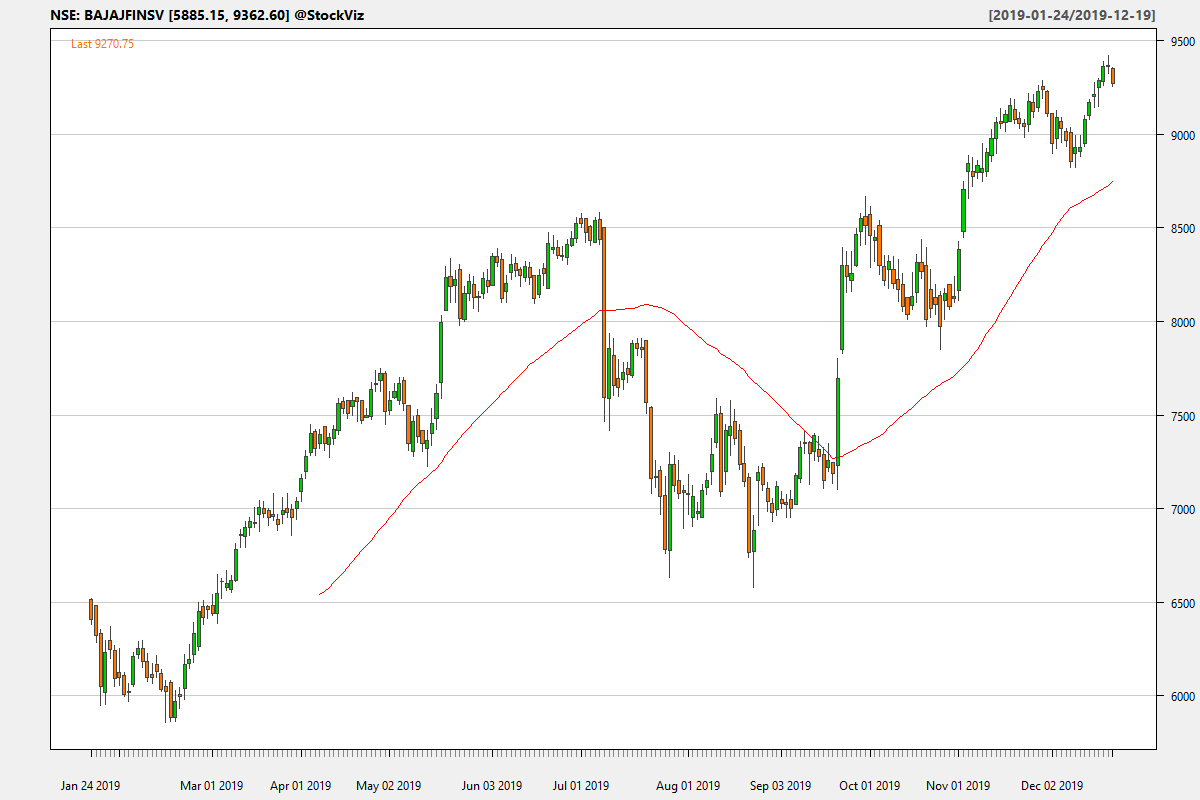 NSE: BAJAJFINSV [5885.15, 9362.60] @StockViz [2019-01-24/2019-12-19]
Last 9270.75
9500
9000
8500
8000
7500
7000
6500
6000
Jan 24 2019 Mar 01 2019 Apr 01 2019 May 02 2019 Jun 03 2019 Jul 01 2019 Aug 01 2019 Sep 03 2019 Oct 01 2019 Nov 01 2019 Dec 02 2019